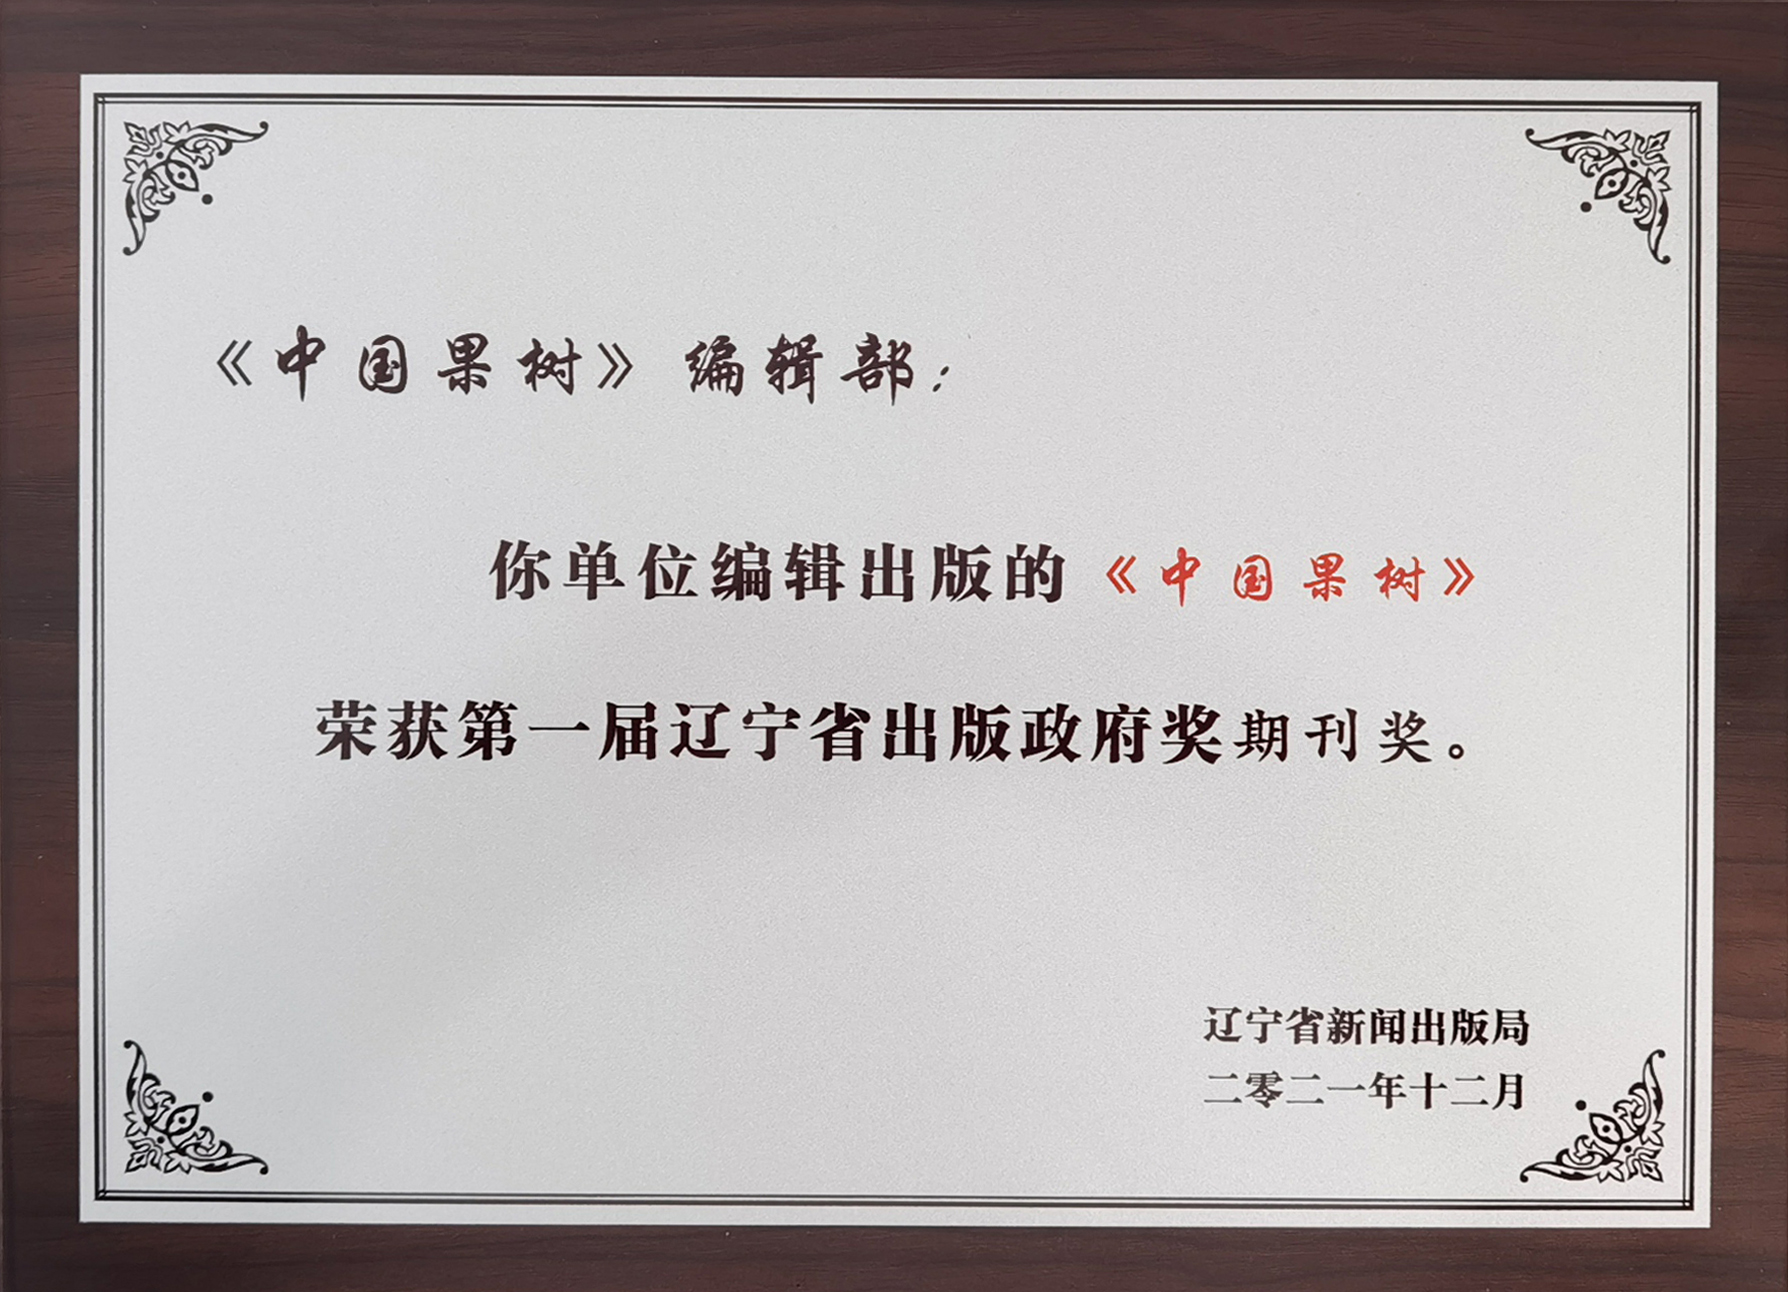 《中国果树》编辑部：
你单位编辑出版的《中国果树》
荣获第一届辽宁省出版政府奖期刊奖。
辽宁省新闻出版局
二零二一年十二月